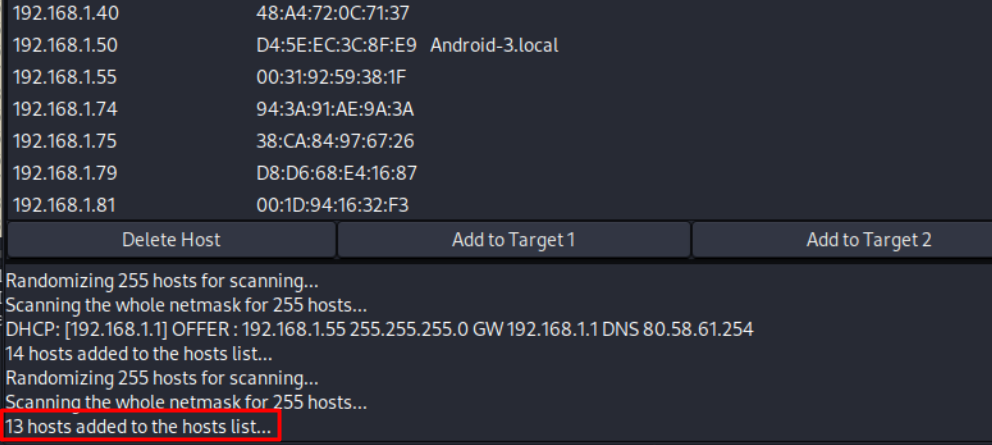 192.168.1.40 48:A4:72:0C:71:37
192.168.1.50 D4:5E:EC:3C:8F:E9 Android-3.local
192.168.1.55 00:31:92:59:38:1F
192.168.1.74 94:3A:91:AE:9A:3A
192.168.1.75 38:CA:84:97:67:26
192.168.1.79 D8:D6:68:E4:16:87
192.168.1.81 00:1D:94:16:32:F3
Delete Host Add to Target 1 Add to Target 2
Randomizing 255 hosts for scanning...
Scanning the whole netmask for 255 hosts...
DHCP: [192.168.1.1] OFFER : 192.168.1.55 255.255.255.0 GW 192.168.1.1 DNS 80.58.61.254
14 hosts added to the hosts list...
Randomizing 255 hosts for scanning...
Scanning the whole netmask for 255 hosts...
13 hosts added to the hosts list...